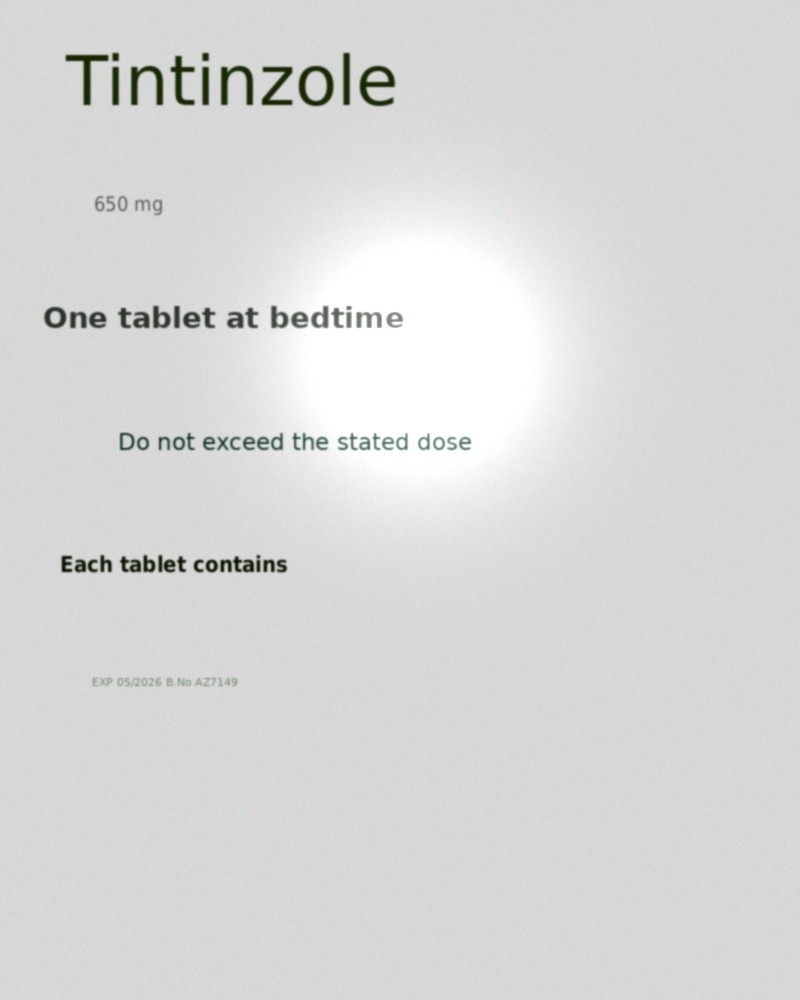 Tintinzole
650 mg
One tablet at bedtime
Do not exceed the stated dose
Each tablet contains
EXP 05/2026 B.No AZ7149